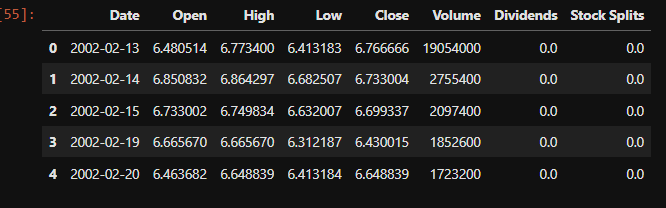 [55]:
Date Open High Low Close Volume Dividends Stock Splits
0 2002-02-13 6.480514 6.773400 6.413183 6.766666 19054000 0.0 0.0
1 2002-02-14 6.850832 6.864297 6.682507 6.733004 2755400 0.0 0.0
2 2002-02-15 6.733002 6.749834 6.632007 6.699337 2097400 0.0 0.0
3 2002-02-19 6.665670 6.665670 6.312187 6.430015 1852600 0.0 0.0
4 2002-02-20 6.463682 6.648839 6.413184 6.648839 1723200 0.0 0.0